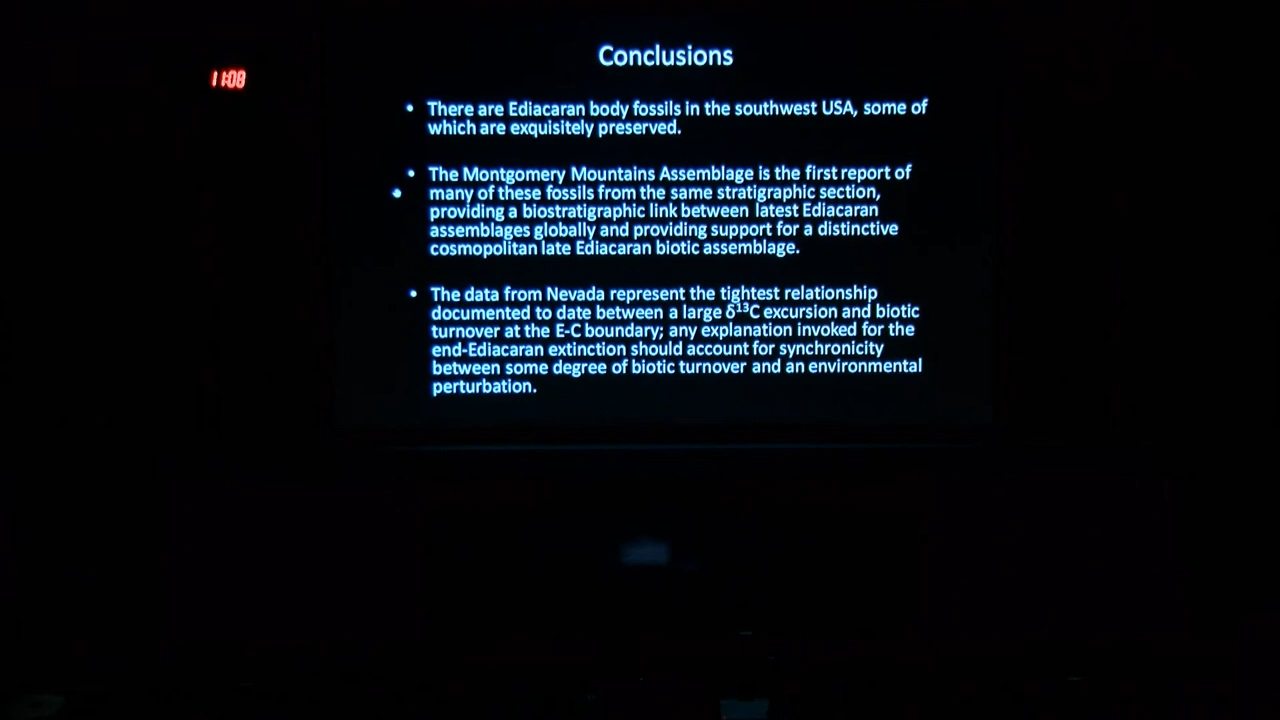 Conclusions
11:08
• There are Ediacaran body fossils in the southwest USA, some of
which are exquisitely preserved.
• The Montgomery Mountains Assemblage is the first report of
many of these fossils from the same stratigraphic section,
providing a biostratigraphic link between latest Ediacaran
assemblages globally and providing support for a distinctive
cosmopolitan late Ediacaran biotic assemblage.
• The data from Nevada represent the tightest relationship
documented to date between a large δ¹³C excursion and biotic
turnover at the E-C boundary; any explanation invoked for the
end-Ediacaran extinction should account for synchronicity
between some degree of biotic turnover and an environmental
perturbation.